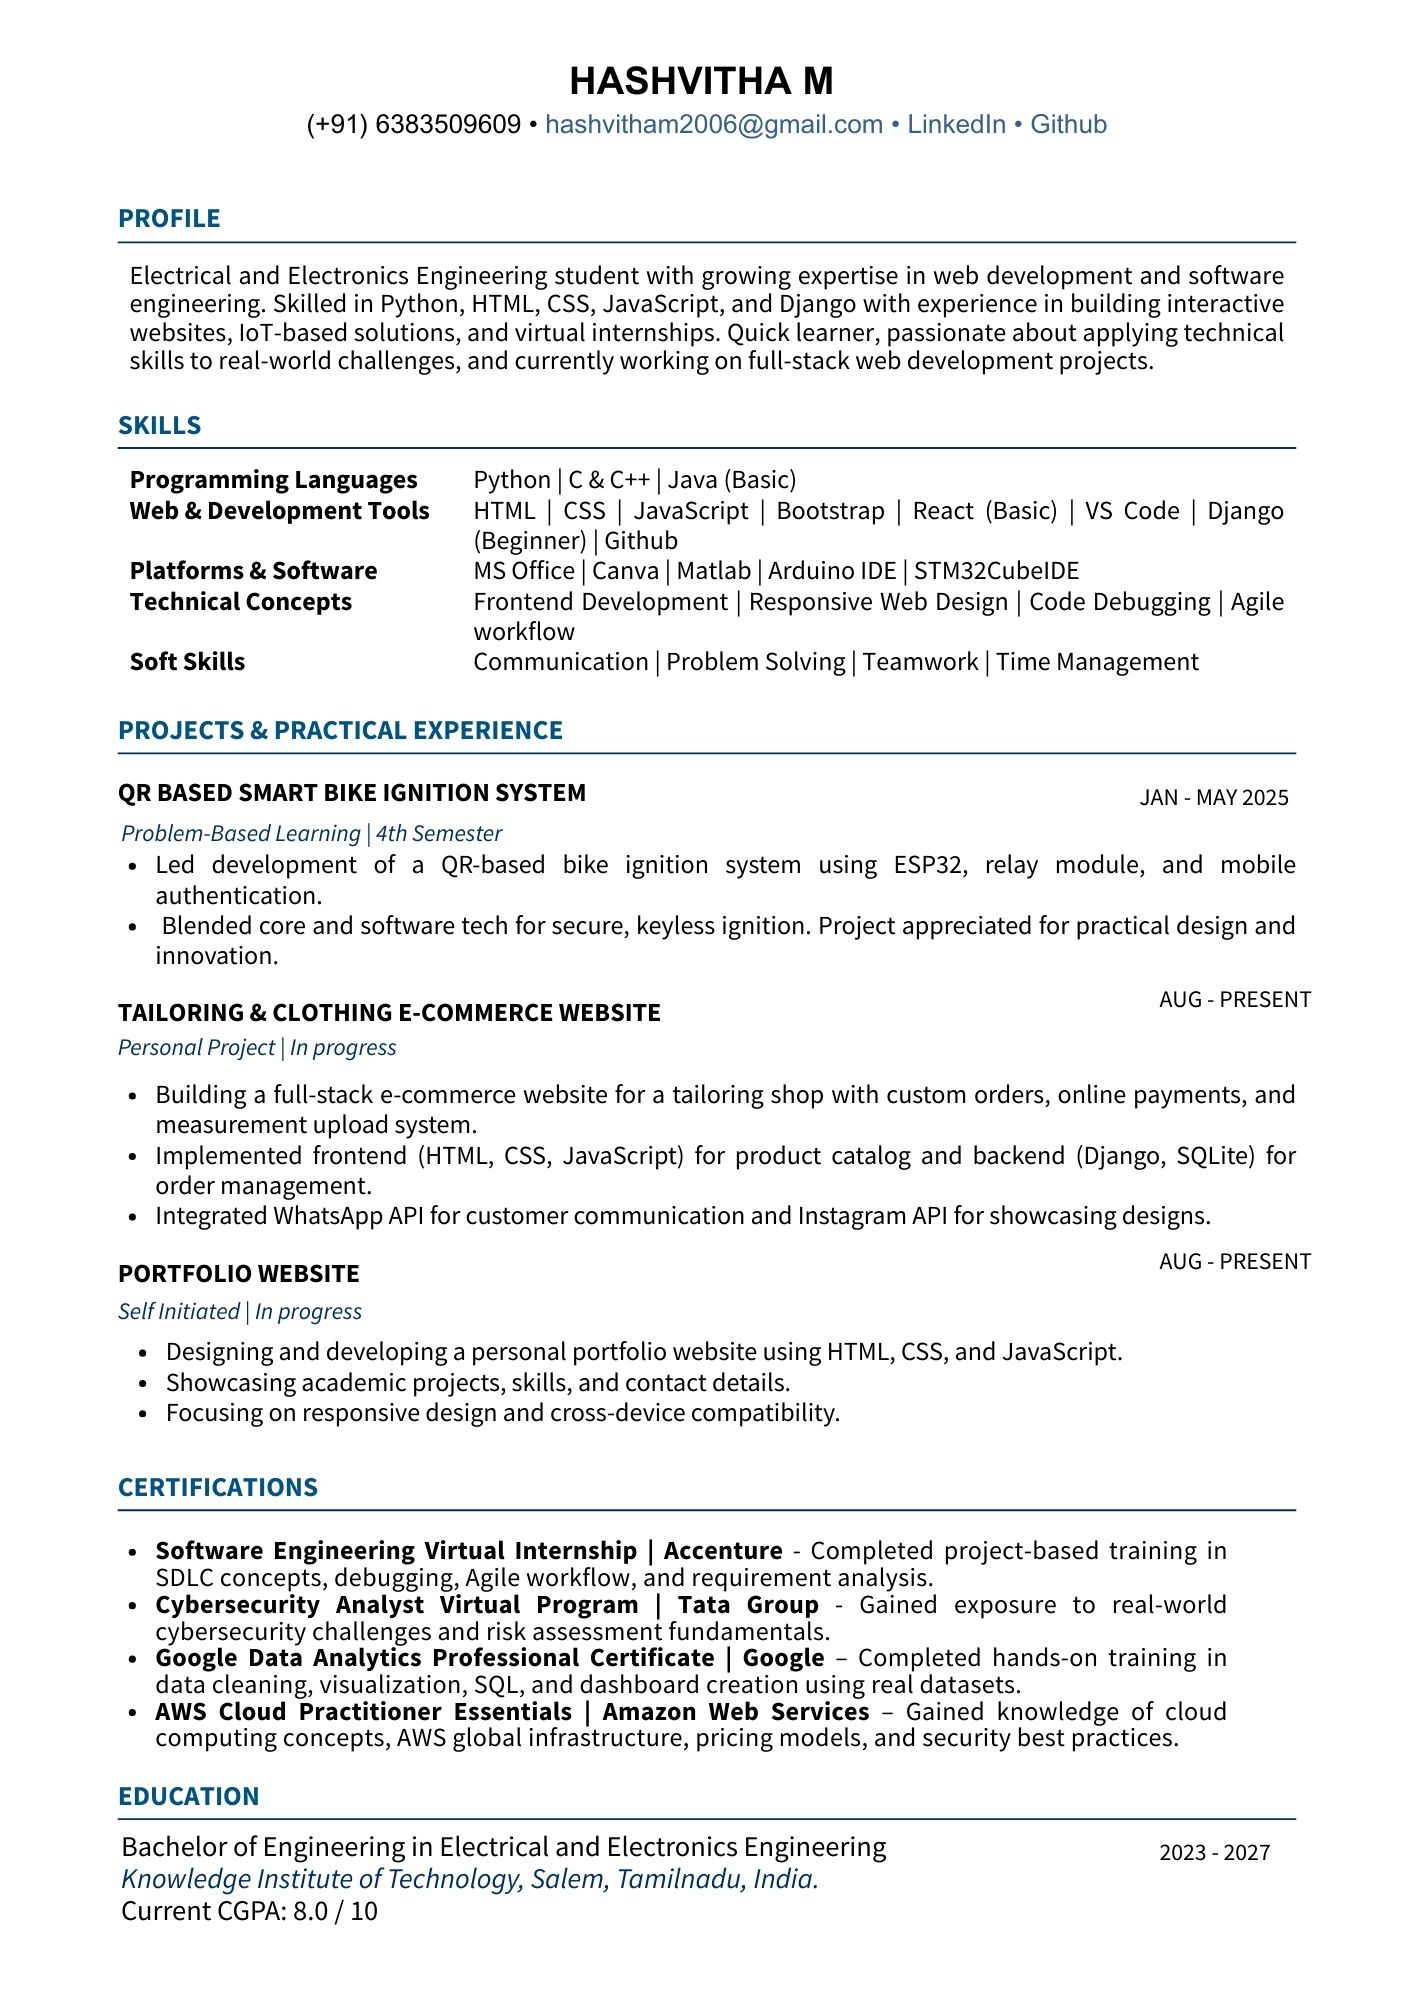 HASHVITHA M
(+91) 6383509609 • hashvitham2006@gmail.com • LinkedIn • Github
PROFILE
Electrical and Electronics Engineering student with growing expertise in web development and software
engineering. Skilled in Python, HTML, CSS, JavaScript, and Django with experience in building interactive
websites, IoT-based solutions, and virtual internships. Quick learner, passionate about applying technical
skills to real-world challenges, and currently working on full-stack web development projects.
SKILLS
Programming Languages Python | C & C++ | Java (Basic)
Web & Development Tools HTML | CSS | JavaScript | Bootstrap | React (Basic) | VS Code | Django
(Beginner) | Github
Platforms & Software MS Office | Canva | Matlab | Arduino IDE | STM32CubeIDE
Technical Concepts Frontend Development | Responsive Web Design | Code Debugging | Agile
workflow
Soft Skills Communication | Problem Solving | Teamwork | Time Management
PROJECTS & PRACTICAL EXPERIENCE
QR BASED SMART BIKE IGNITION SYSTEM JAN - MAY 2025
Problem-Based Learning | 4th Semester
• Led development of a QR-based bike ignition system using ESP32, relay module, and mobile
authentication.
• Blended core and software tech for secure, keyless ignition. Project appreciated for practical design and
innovation.
TAILORING & CLOTHING E-COMMERCE WEBSITE AUG - PRESENT
Personal Project | In progress
• Building a full-stack e-commerce website for a tailoring shop with custom orders, online payments, and
measurement upload system.
• Implemented frontend (HTML, CSS, JavaScript) for product catalog and backend (Django, SQLite) for
order management.
• Integrated WhatsApp API for customer communication and Instagram API for showcasing designs.
PORTFOLIO WEBSITE AUG - PRESENT
Self Initiated | In progress
• Designing and developing a personal portfolio website using HTML, CSS, and JavaScript.
• Showcasing academic projects, skills, and contact details.
• Focusing on responsive design and cross-device compatibility.
CERTIFICATIONS
• Software Engineering Virtual Internship | Accenture - Completed project-based training in
SDLC concepts, debugging, Agile workflow, and requirement analysis.
• Cybersecurity Analyst Virtual Program | Tata Group - Gained exposure to real-world
cybersecurity challenges and risk assessment fundamentals.
• Google Data Analytics Professional Certificate | Google – Completed hands-on training in
data cleaning, visualization, SQL, and dashboard creation using real datasets.
• AWS Cloud Practitioner Essentials | Amazon Web Services – Gained knowledge of cloud
computing concepts, AWS global infrastructure, pricing models, and security best practices.
EDUCATION
Bachelor of Engineering in Electrical and Electronics Engineering 2023 - 2027
Knowledge Institute of Technology, Salem, Tamilnadu, India.
Current CGPA: 8.0 / 10